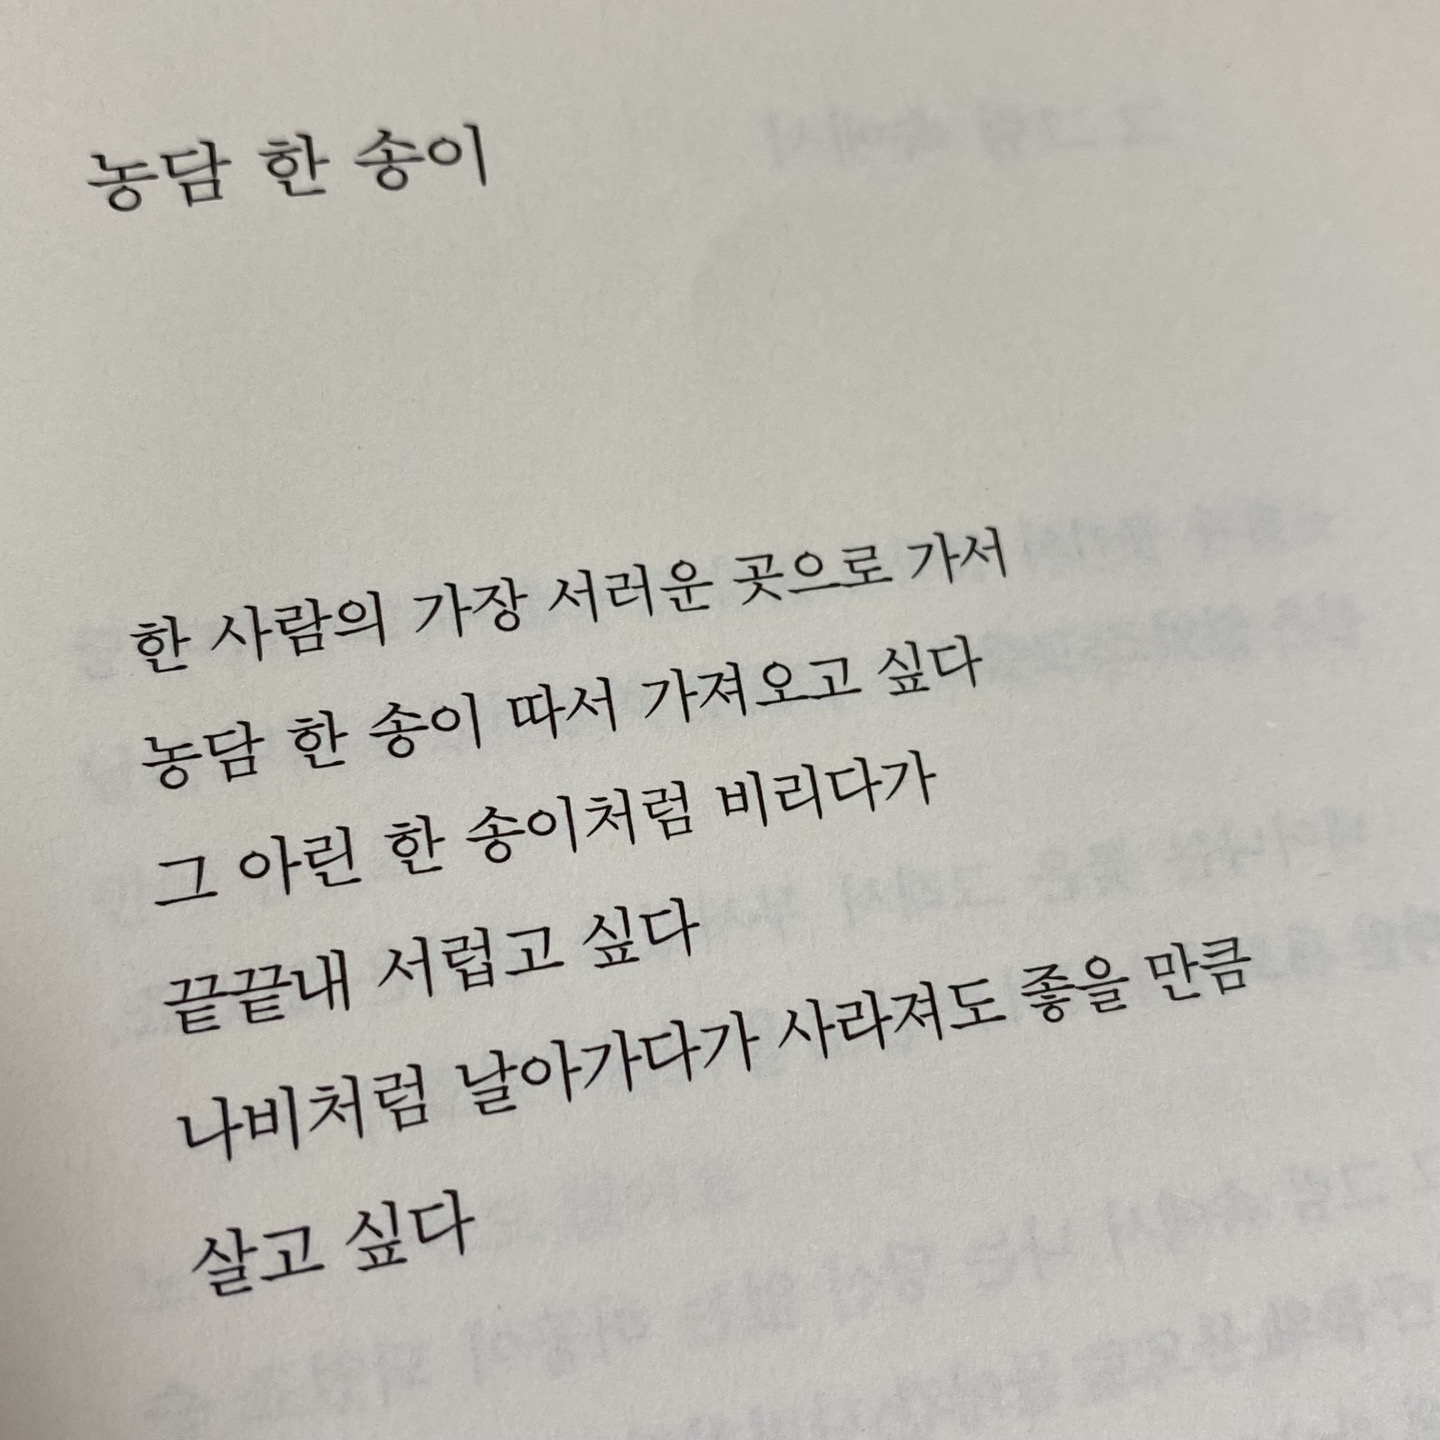 농담 한 송이
한 사람의 가장 서러운 곳으로 가서
농담 한 송이 따서 가져오고 싶다
그 아린 한 송이처럼 비리다가
끝끝내 서럽고 싶다
나비처럼 날아가다가 사라져도 좋을 만큼
살고 싶다